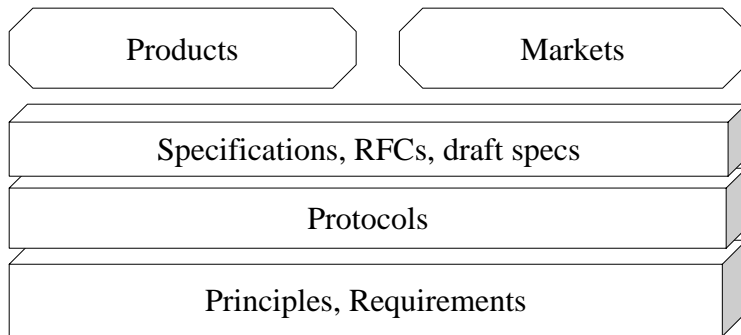 Products
Markets
Specifications, RFCs, draft specs
Protocols
Principles, Requirements